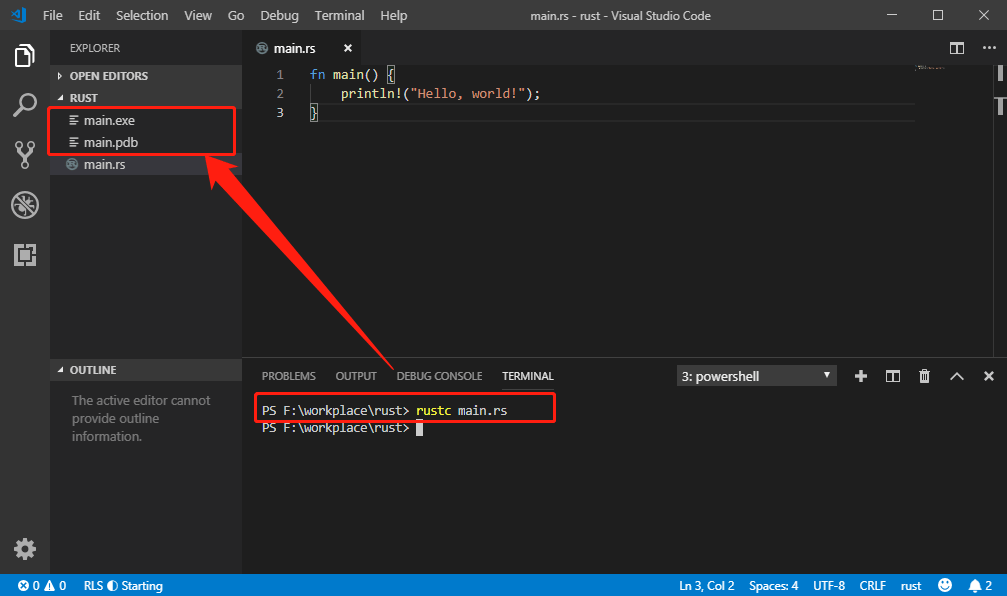 File Edit Selection View Go Debug Terminal Help
main.rs - rust - Visual Studio Code
EXPLORER
OPEN EDITORS
RUST
main.exe
main.pdb
main.rs
main.rs
1 fn main() {
2 println!("Hello, world!");
3 }
OUTLINE
The active editor cannot
provide outline
information.
PROBLEMS OUTPUT DEBUG CONSOLE TERMINAL
3: powershell
PS F:\workplace\rust> rustc main.rs
PS F:\workplace\rust>
0 0 RLS Starting
Ln 3, Col 2 Spaces: 4 UTF-8 CRLF rust 2